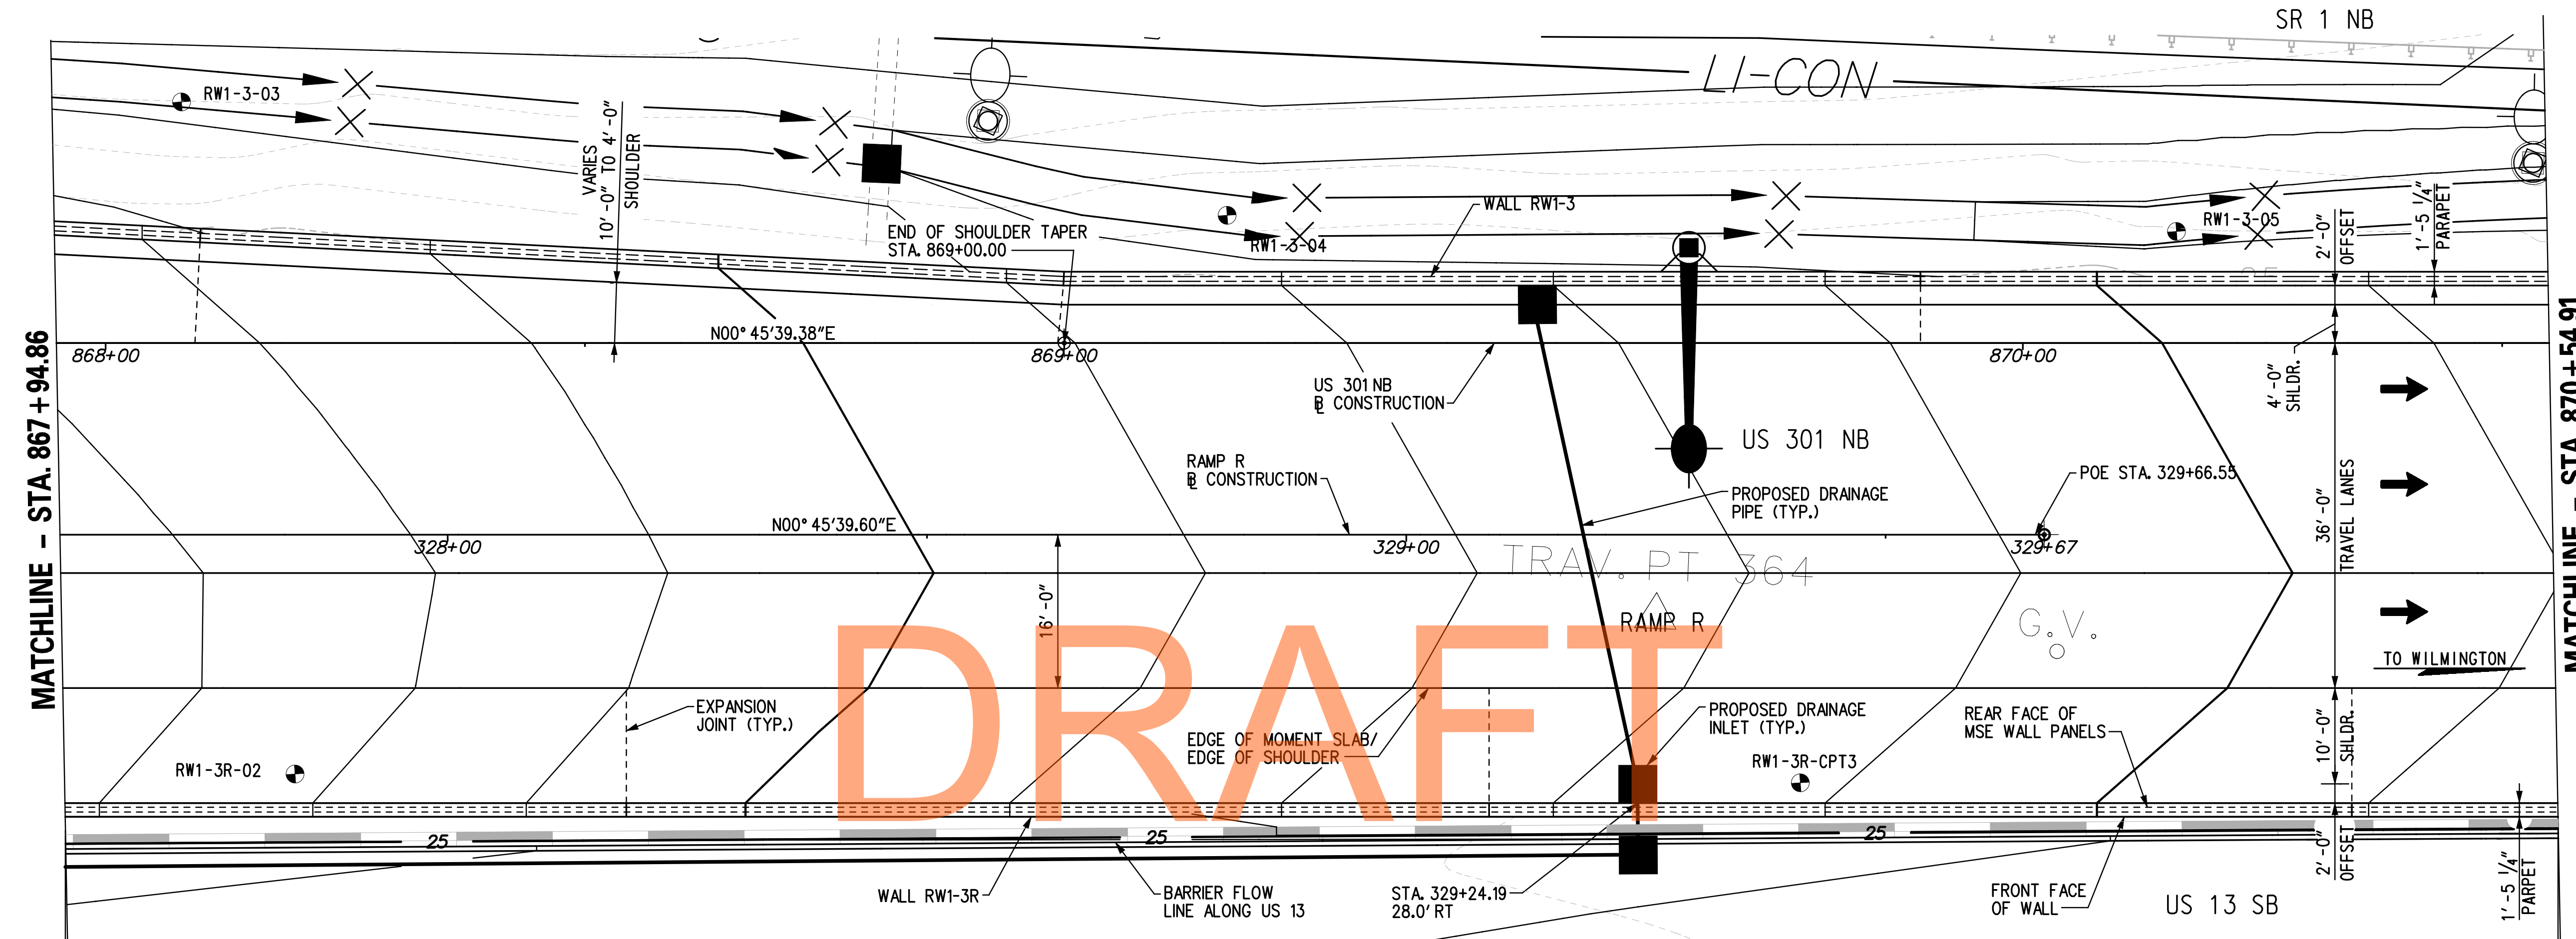 SR 1 NB
LI-CON
RW1-3-03
VARIES
10'-0" TO 4'-0"
SHOULDER
END OF SHOULDER TAPER
STA. 869+00.00
RW1-3-04
WALL RW1-3
RW1-3-05
2'-0"
OFFSET
1'-5 1/4"
PARAPET
MATCHLINE - STA. 867+94.86
868+00
N00° 45'39.38"E
869+00
870+00
US 301 NB
BL CONSTRUCTION
4'-0"
SHLDR.
MATCHLINE - STA. 870+54.91
US 301 NB
RAMP R
BL CONSTRUCTION
PROPOSED DRAINAGE
PIPE (TYP.)
POE STA. 329+66.55
36'-0"
TRAVEL LANES
N00° 45'39.60"E
328+00
329+00
329+67
TRAV. PT 364
16'-0"
RAMP R
G.V.
TO WILMINGTON
DRAFT
EXPANSION
JOINT (TYP.)
EDGE OF MOMENT SLAB/
EDGE OF SHOULDER
PROPOSED DRAINAGE
INLET (TYP.)
REAR FACE OF
MSE WALL PANELS
10'-0"
SHLDR.
RW1-3R-02
RW1-3R-CPT3
25
25
25
WALL RW1-3R
BARRIER FLOW
LINE ALONG US 13
STA. 329+24.19
28.0' RT
FRONT FACE
OF WALL
US 13 SB
2'-0"
OFFSET
1'-5 1/4"
PARPET